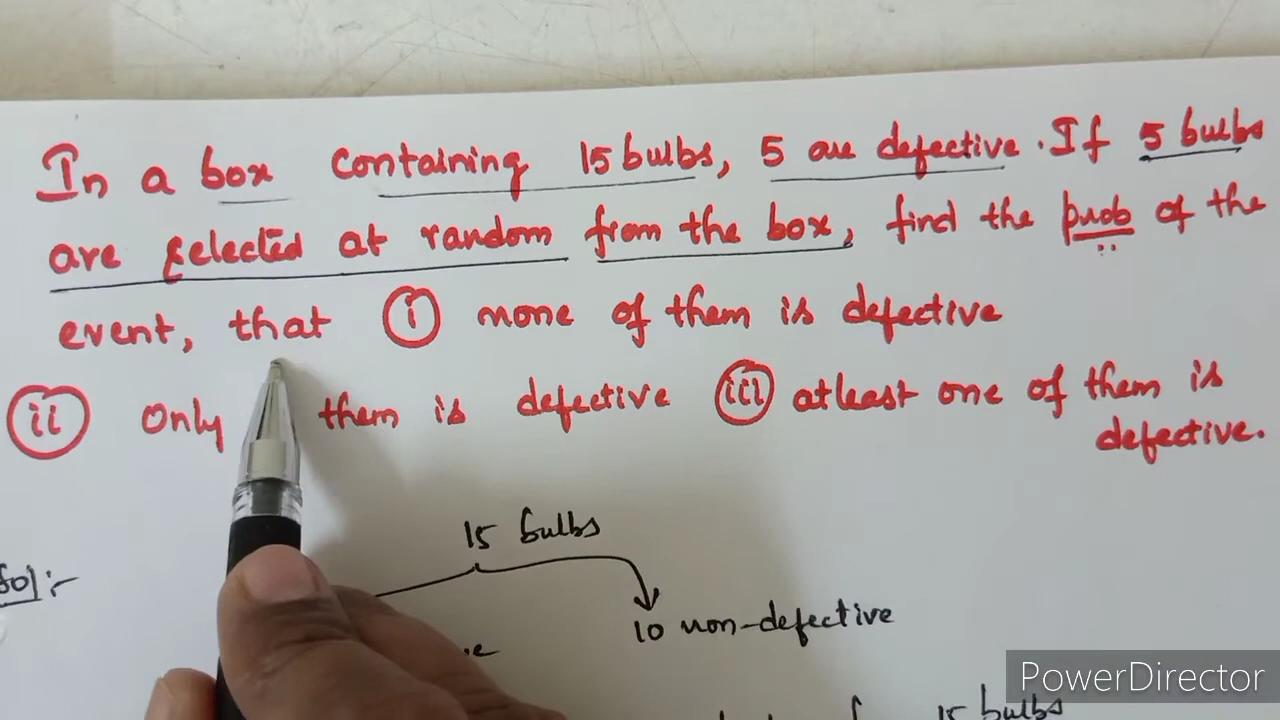 In a box containing 15 bulbs, 5 are defective. If 5 bulbs
are selected at random from the box, find the prob of the
event, that (i) none of them is defective
(ii) Only them is defective (iii) atleast one of them is
defective.
15 bulbs
Sol:-
10 non-defective
15 bulbs
PowerDirector